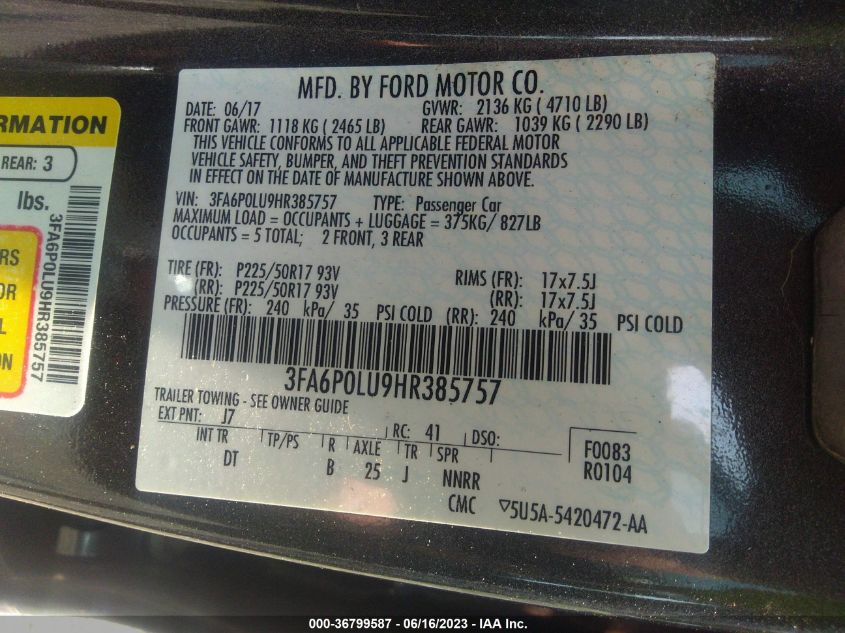 MFD. BY FORD MOTOR CO.
DATE: 06/17 GVWR: 2136 KG ( 4710 LB)
FRONT GAWR: 1118 KG ( 2465 LB) REAR GAWR: 1039 KG ( 2290 LB)
THIS VEHICLE CONFORMS TO ALL APPLICABLE FEDERAL MOTOR
VEHICLE SAFETY, BUMPER, AND THEFT PREVENTION STANDARDS
IN EFFECT ON THE DATE OF MANUFACTURE SHOWN ABOVE.
VIN: 3FA6P0LU9HR385757 TYPE: Passenger Car
MAXIMUM LOAD = OCCUPANTS + LUGGAGE = 375KG/ 827LB
OCCUPANTS = 5 TOTAL; 2 FRONT, 3 REAR
TIRE (FR): P225/50R17 93V RIMS (FR): 17x7.5J
(RR): P225/50R17 93V (RR): 17x7.5J
PRESSURE (FR): 240 kPa/ 35 PSI COLD (RR): 240 kPa/ 35 PSI COLD
3FA6P0LU9HR385757
TRAILER TOWING - SEE OWNER GUIDE
EXT PNT: J7 RC: 41 DSO:
INT TR TP/PS R AXLE TR SPR
DT B 25 J NNRR
F0083
R0104
CMC ▽5U5A-5420472-AA
ORMATION
REAR: 3
lbs.
3FA6P0LU9HR385757
RS
OR
L
ON
000-36799587 - 06/16/2023 - IAA Inc.